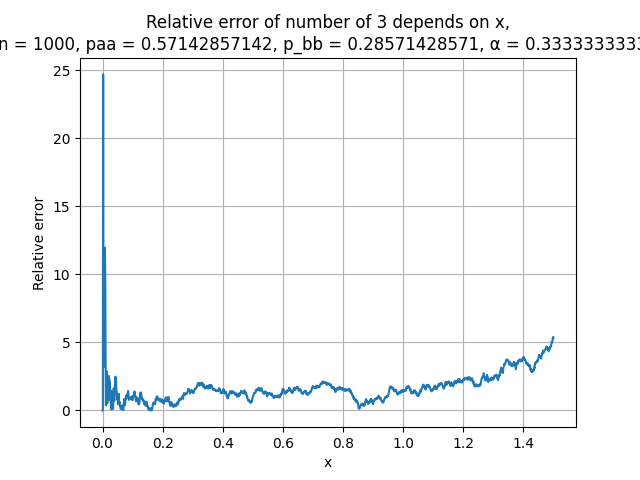 Relative error of number of 3 depends on x,
n = 1000, paa = 0.57142857142, p_bb = 0.28571428571, α = 0.3333333333
25
20
15
10
5
0
Relative error
0.0 0.2 0.4 0.6 0.8 1.0 1.2 1.4
x